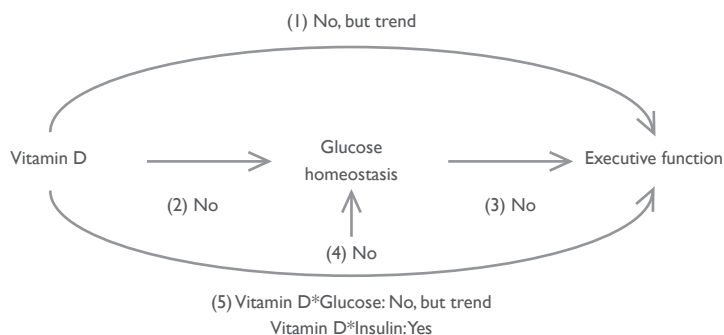 (1) No, but trend
Vitamin D
Glucose
homeostasis
Executive function
(2) No
(3) No
(4) No
(5) Vitamin D*Glucose: No, but trend
Vitamin D*Insulin: Yes